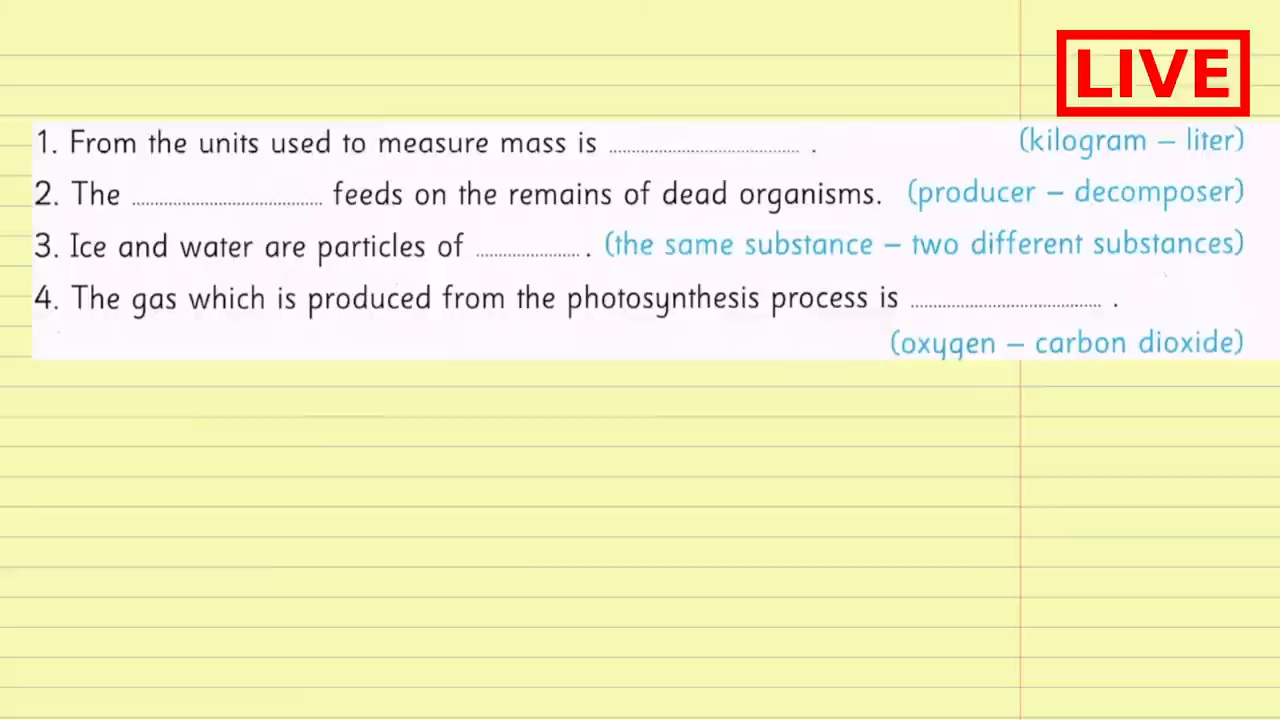 LIVE
1. From the units used to measure mass is .................... . (kilogram – liter)
2. The .................... feeds on the remains of dead organisms. (producer – decomposer)
3. Ice and water are particles of .................... . (the same substance – two different substances)
4. The gas which is produced from the photosynthesis process is .................... .
(oxygen – carbon dioxide)